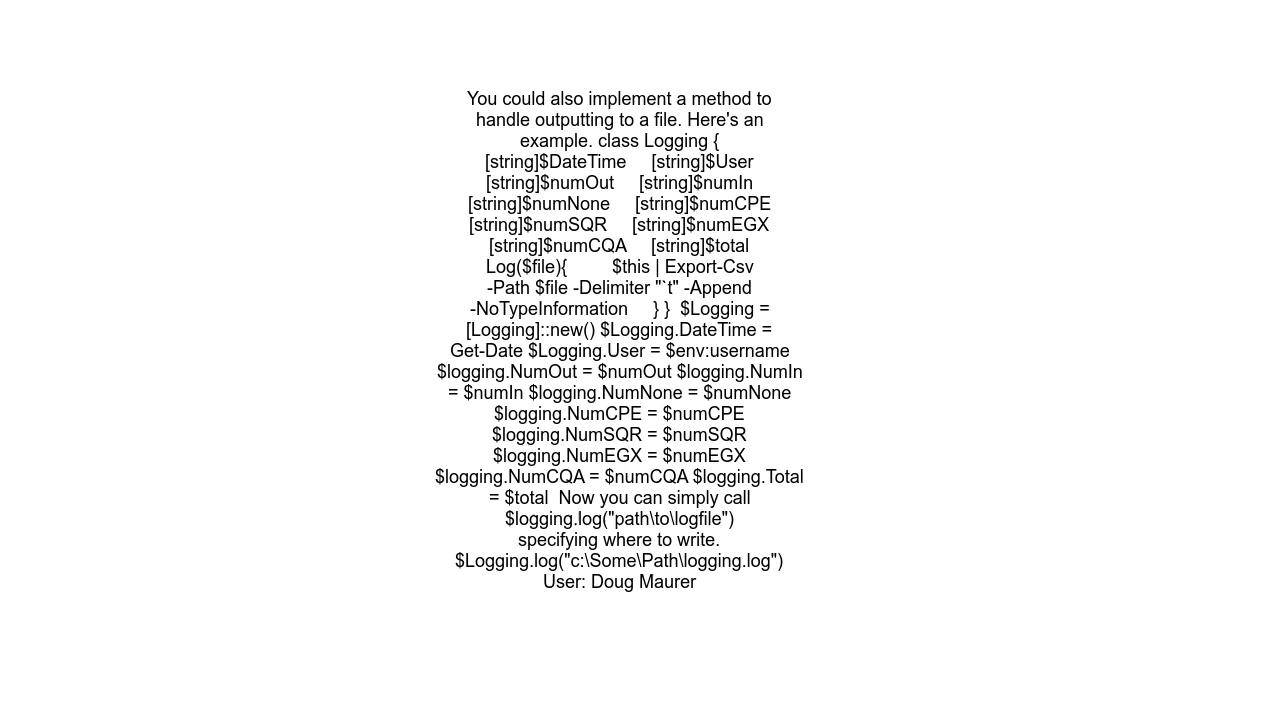 You could also implement a method to
handle outputting to a file. Here's an
example. class Logging {
[string]$DateTime     [string]$User
[string]$numOut     [string]$numIn
[string]$numNone     [string]$numCPE
[string]$numSQR     [string]$numEGX
[string]$numCQA     [string]$total
Log($file){         $this | Export-Csv
-Path $file -Delimiter "`t" -Append
-NoTypeInformation     } }  $Logging =
[Logging]::new() $Logging.DateTime =
Get-Date $Logging.User = $env:username
$logging.NumOut = $numOut $logging.NumIn
= $numIn $logging.NumNone = $numNone
$logging.NumCPE = $numCPE
$logging.NumSQR = $numSQR
$logging.NumEGX = $numEGX
$logging.NumCQA = $numCQA $logging.Total
= $total  Now you can simply call
$logging.log("path\to\logfile")
specifying where to write.
$Logging.log("c:\Some\Path\logging.log")
User: Doug Maurer